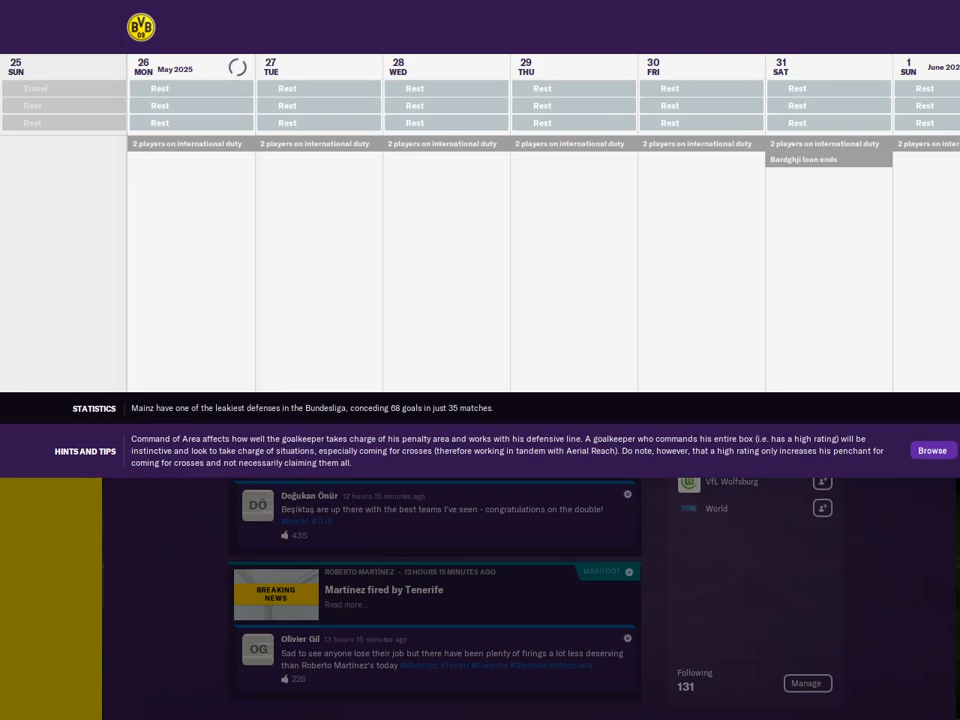 BVB
09
25
SUN
26
MON May 2025
27
TUE
28
WED
29
THU
30
FRI
31
SAT
1
SUN June 202
Travel Rest Rest Rest Rest Rest Rest Rest
Rest Rest Rest Rest Rest Rest Rest Rest
Rest Rest Rest Rest Rest Rest Rest Rest
2 players on international duty 2 players on international duty 2 players on international duty 2 players on international duty 2 players on international duty 2 players on international duty 2 players on inter
Bardghji loan ends
STATISTICS Mainz have one of the leakiest defenses in the Bundesliga, conceding 68 goals in just 35 matches.
HINTS AND TIPS
Command of Area affects how well the goalkeeper takes charge of his penalty area and works with his defensive line. A goalkeeper who commands his entire box (i.e. has a high rating) will be
instinctive and look to take charge of situations, especially coming for crosses (therefore working in tandem with Aerial Reach). Do note, however, that a high rating only increases his penchant for
coming for crosses and not necessarily claiming them all.
Browse
DÖ
Doğukan Önür 12 hours 15 minutes ago
Beşiktaş are up there with the best teams I've seen - congratulations on the double!
#Beşikt #TUR
435
ROBERTO MARTÍNEZ - 13 HOURS 15 MINUTES AGO
MAXIFOOT
BREAKING
NEWS
Martínez fired by Tenerife
Read more...
OG
Olivier Gil 13 hours 15 minutes ago
Sad to see anyone lose their job but there have been plenty of firings a lot less deserving
than Roberto Martínez's today #Martínez #Teneri #Karanka #Garitano #Mosquera
228
VfL Wolfsburg
World
Following
131
Manage